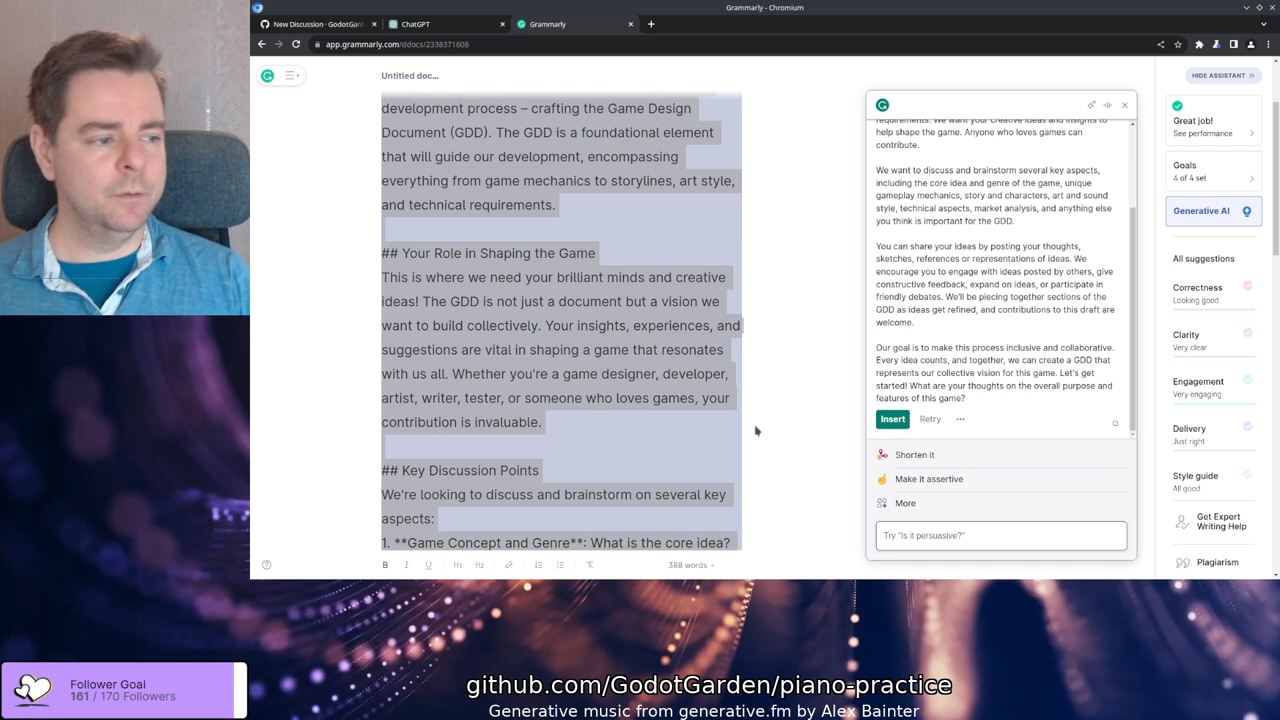 Grammarly - Chromium
New Discussion · GodotGard
ChatGPT
Grammarly
app.grammarly.com/ddocs/2338371608
Untitled doc...
development process – crafting the Game Design
Document (GDD). The GDD is a foundational element
that will guide our development, encompassing
everything from game mechanics to storylines, art style,
and technical requirements.
## Your Role in Shaping the Game
This is where we need your brilliant minds and creative
ideas! The GDD is not just a document but a vision we
want to build collectively. Your insights, experiences, and
suggestions are vital in shaping a game that resonates
with us all. Whether you're a game designer, developer,
artist, writer, tester, or someone who loves games, your
contribution is invaluable.
## Key Discussion Points
We're looking to discuss and brainstorm on several key
aspects:
1. **Game Concept and Genre**: What is the core idea?
B I U H1 H2
388 words
requirements. We want your creative ideas and insights to
help shape the game. Anyone who loves games can
contribute.
We want to discuss and brainstorm several key aspects,
including the core idea and genre of the game, unique
gameplay mechanics, story and characters, art and sound
style, technical aspects, market analysis, and anything else
you think is important for the GDD.
You can share your ideas by posting your thoughts,
sketches, references or representations of ideas. We
encourage you to engage with ideas posted by others, give
constructive feedback, expand on ideas, or participate in
friendly debates. We'll be piecing together sections of the
GDD as ideas get refined, and contributions to this draft are
welcome.
Our goal is to make this process inclusive and collaborative.
Every idea counts, and together, we can create a GDD that
represents our collective vision for this game. Let's get
started! What are your thoughts on the overall purpose and
features of this game?
Insert
Retry
Shorten it
Make it assertive
More
Try "Is it persuasive?"
HIDE ASSISTANT
Great job!
See performance
Goals
4 of 4 set
Generative AI
All suggestions
Correctness
Looking good
Clarity
Very clear
Engagement
Very engaging
Delivery
Just right
Style guide
All good
Get Expert
Writing Help
Plagiarism
Follower Goal
161 / 170 Followers
github.com/GodotGarden/piano-practice
Generative music from generative.fm by Alex Bainter